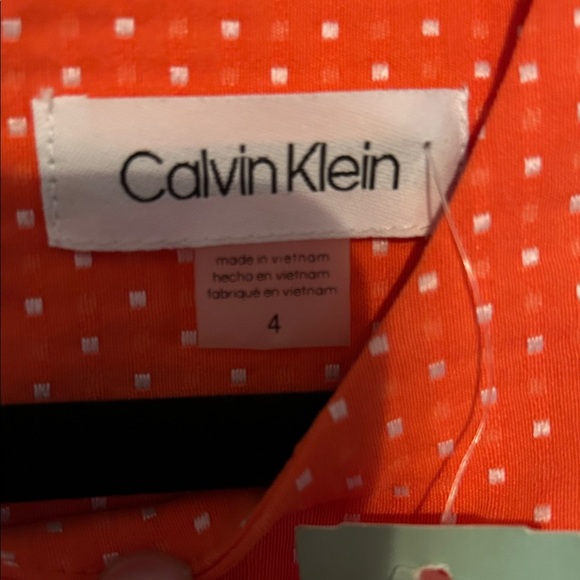 Calvin Klein
made in vietnam
hecho en vietnam
fabriqué en vietnam
4